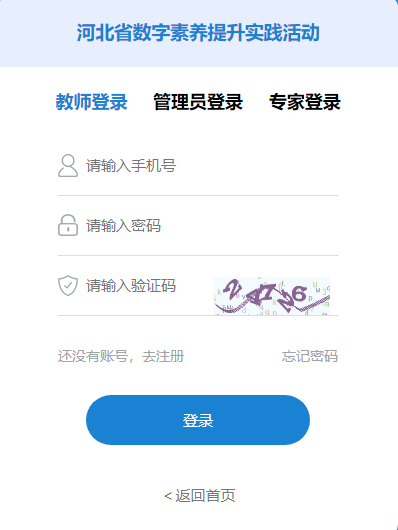 河北省数字素养提升实践活动
教师登录 管理员登录 专家登录
请输入手机号
请输入密码
请输入验证码
还没有账号，去注册 忘记密码
登录
< 返回首页